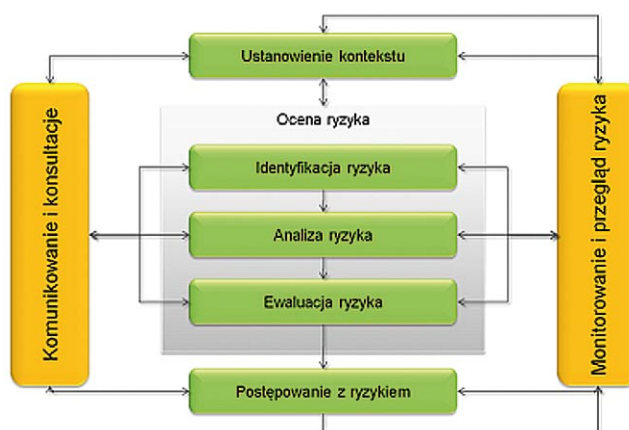 Ustanowienie kontekstu
Komunikowanie i konsultacje
Ocena ryzyka
Identyfikacja ryzyka
Analiza ryzyka
Ewaluacja ryzyka
Monitorowanie i przegląd ryzyka
Postępowanie z ryzykiem